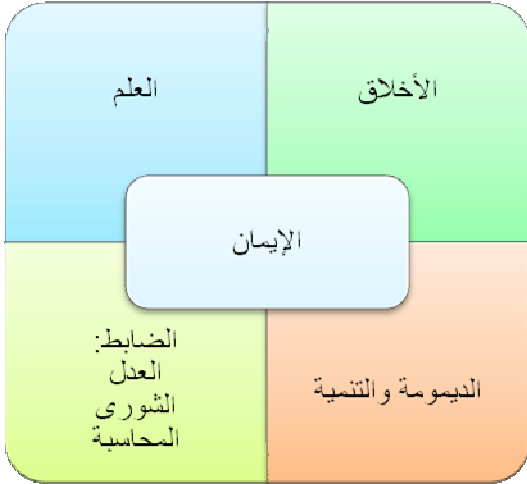 الأخلاق
العلم
الإيمان
الديمومة والتنمية
الضابط:
العدل
الشورى
المحاسبة